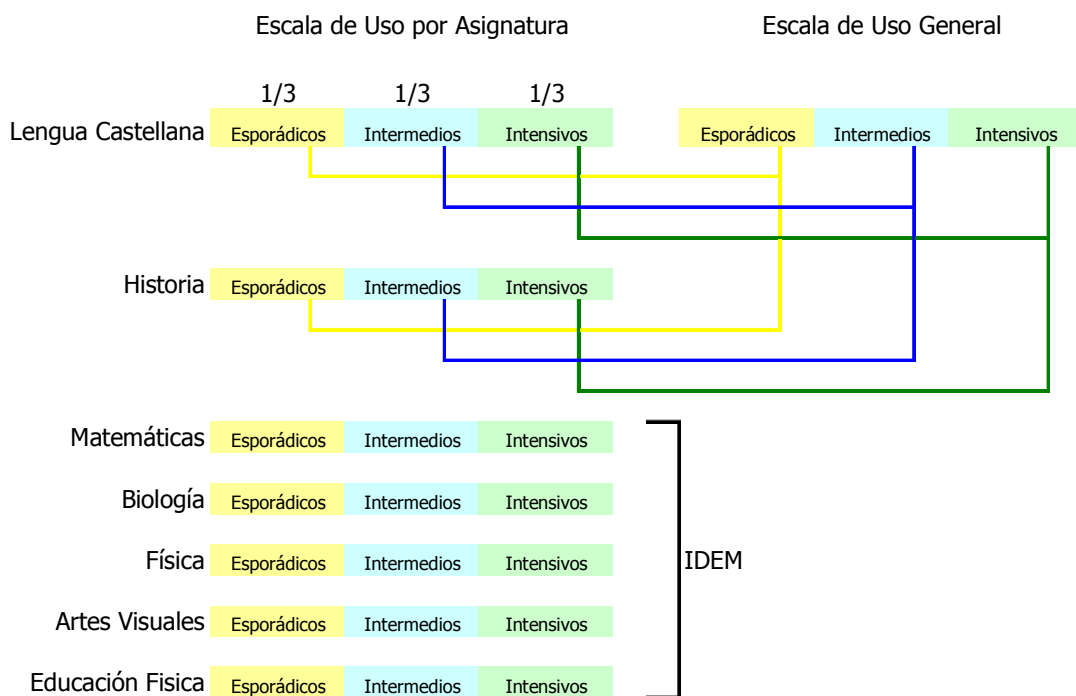 Escala de Uso por Asignatura Escala de Uso General
1/3 1/3 1/3
Lengua Castellana Esporádicos Intermedios Intensivos Esporádicos Intermedios Intensivos
Historia Esporádicos Intermedios Intensivos
Matemáticas Esporádicos Intermedios Intensivos
Biología Esporádicos Intermedios Intensivos
Física Esporádicos Intermedios Intensivos IDEM
Artes Visuales Esporádicos Intermedios Intensivos
Educación Fisica Esporádicos Intermedios Intensivos